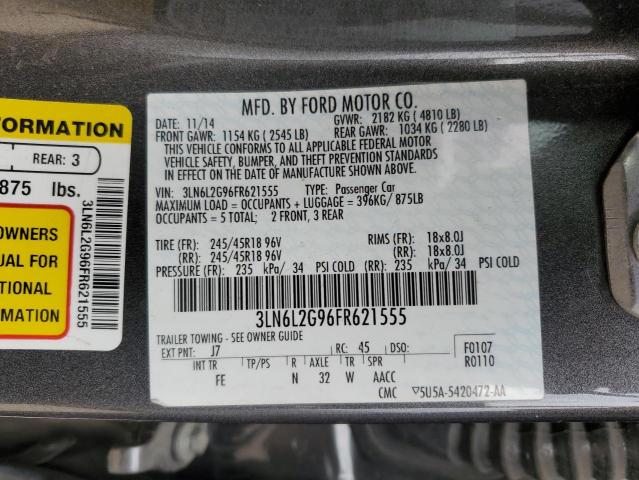 FORMATION
REAR: 3
875 lbs.
OWNERS
UAL FOR
TIONAL
MATION
3LN6L2G96FR621555
MFD. BY FORD MOTOR CO.
DATE: 11/14 GVWR: 2182 KG ( 4810 LB)
FRONT GAWR: 1154 KG ( 2545 LB) REAR GAWR: 1034 KG ( 2280 LB)
THIS VEHICLE CONFORMS TO ALL APPLICABLE FEDERAL MOTOR
VEHICLE SAFETY, BUMPER, AND THEFT PREVENTION STANDARDS
IN EFFECT ON THE DATE OF MANUFACTURE SHOWN ABOVE.
VIN: 3LN6L2G96FR621555 TYPE: Passenger Car
MAXIMUM LOAD = OCCUPANTS + LUGGAGE = 396KG/ 875LB
OCCUPANTS = 5 TOTAL; 2 FRONT, 3 REAR
TIRE (FR): 245/45R18 96V RIMS (FR): 18x8.0J
(RR): 245/45R18 96V (RR): 18x8.0J
PRESSURE (FR): 235 kPa/ 34 PSI COLD (RR): 235 kPa/ 34 PSI COLD
3LN6L2G96FR621555
TRAILER TOWING - SEE OWNER GUIDE
EXT PNT: J7 RC: 45 DSO: F0107
INT TR TP/PS R AXLE TR SPR R0110
FE N 32 W AACC
CMC ▽5U5A-5420472-AA